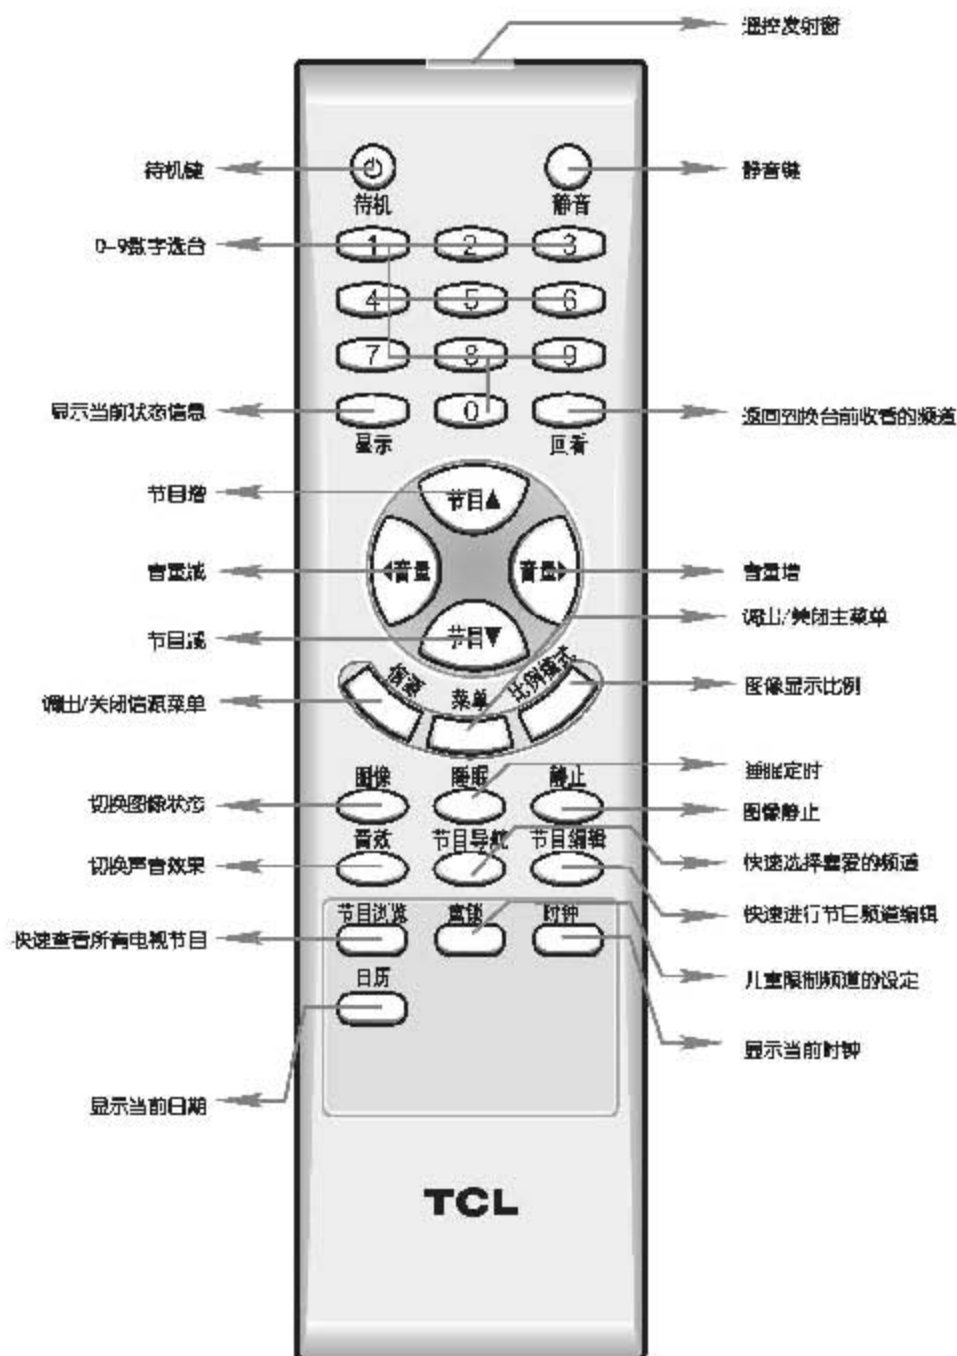 遥控发射窗
待机键
静音键
待机
静音
0-9数字选台
1 2 3
4 5 6
7 8 9
显示当前状态信息
0
返回到换台前收看的频道
显示
回看
节目增
节目▲
音量减
◀音量
音量▶
音量增
调出/关闭主菜单
节目减
节目▼
信源
菜单
比例模式
图像显示比例
调出/关闭信源菜单
图像
睡眠
静止
睡眠定时
切换图像状态
图像静止
音效
节目导航
节目编辑
切换声音效果
快速选择喜爱的频道
节目浏览
童锁
时钟
快速进行节目频道编辑
快速查看所有电视节目
日历
儿童限制频道的设定
显示当前时钟
显示当前日期
TCL